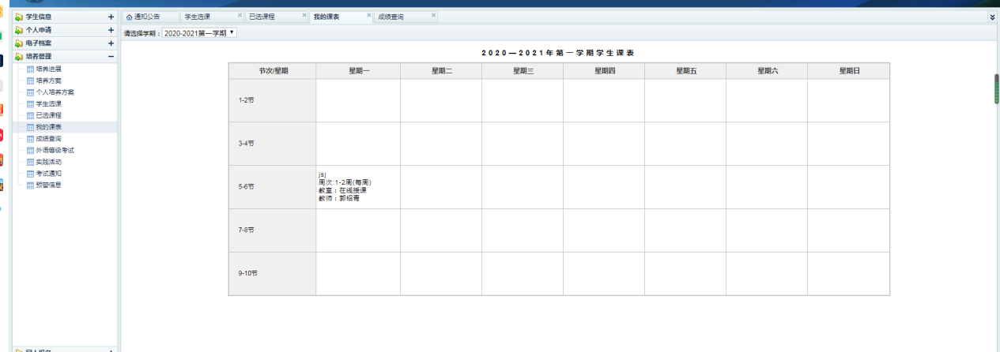 通知公告 学生选课 已选课程 我的课表 成绩查询
请选择学期： 2020-2021第一学期
学生信息
个人申请
电子档案
培养管理
培养进展
培养方案
个人培养方案
学生选课
已选课程
我的课表
成绩查询
外语等级考试
实践活动
考试通知
预警信息
2020—2021年第一学期学生课表
节次/星期 星期一 星期二 星期三 星期四 星期五 星期六 星期日
1-2节
3-4节
5-6节
jsj
周次:1-2周(每周)
教室：在线授课
教师：郭绍青
7-8节
9-10节